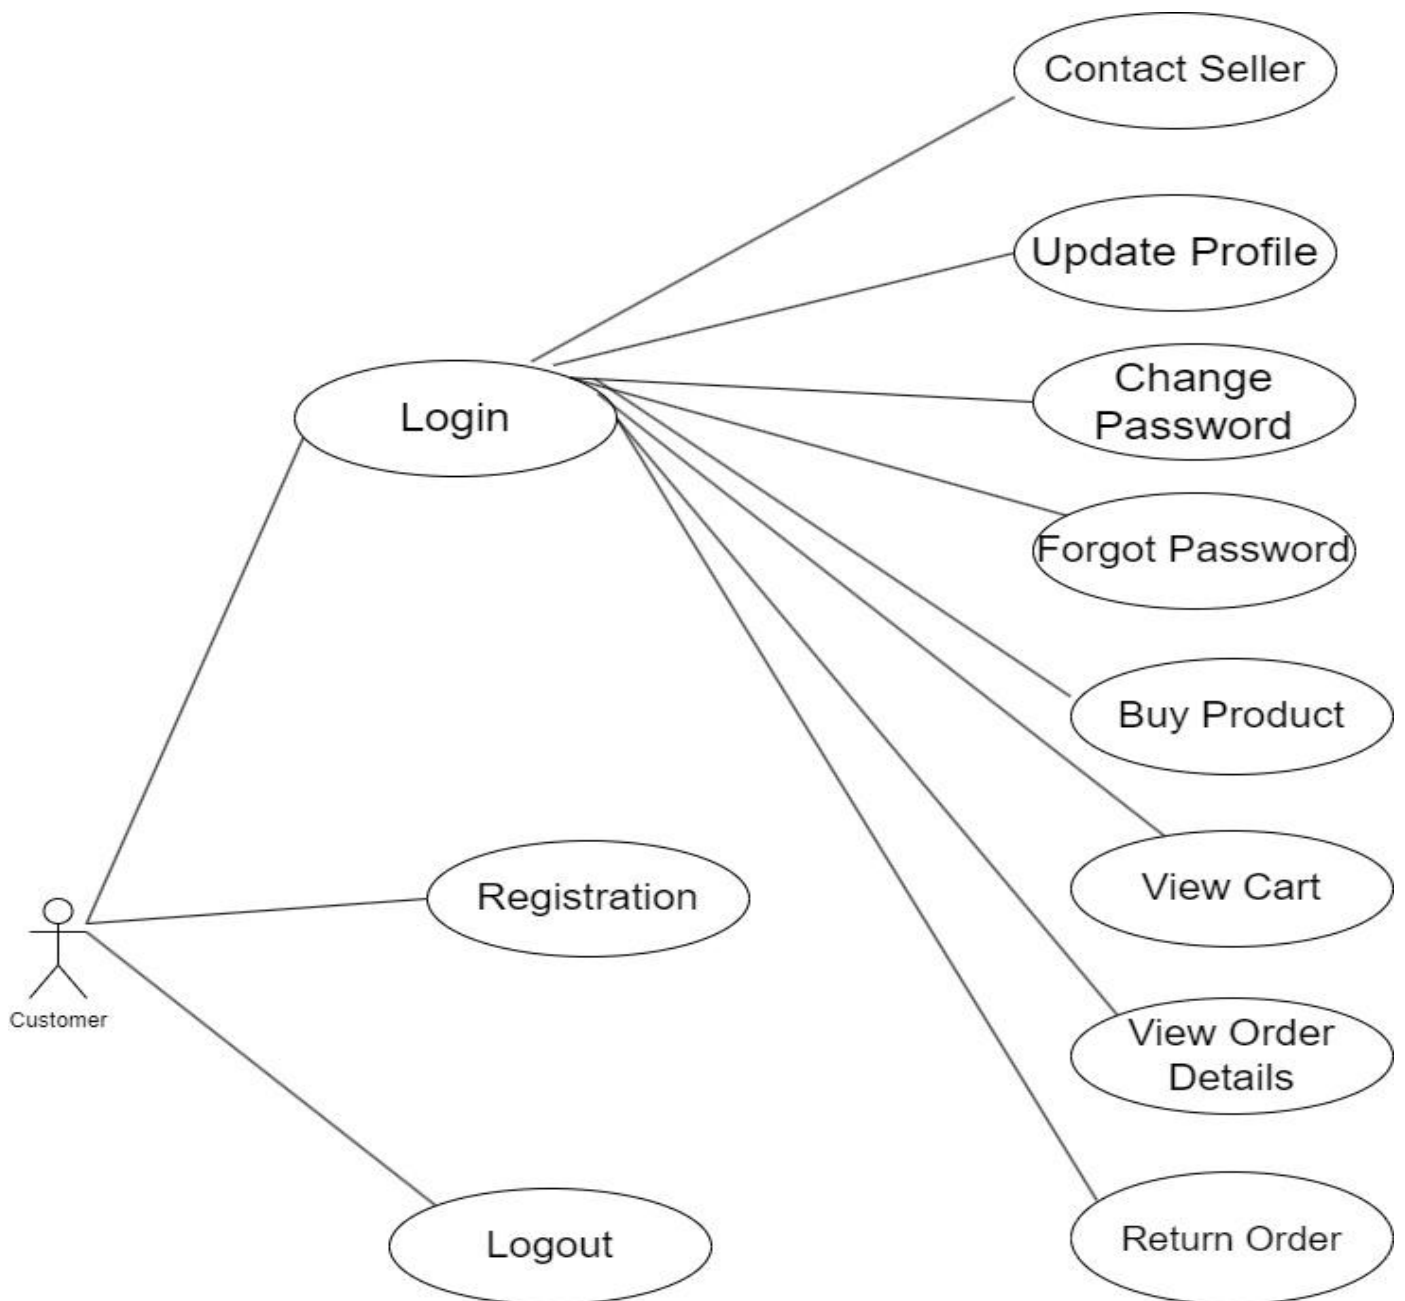 Contact Seller
Update Profile
Change
Password
Login
Forgot Password
Buy Product
View Cart
Registration
Customer
View Order
Details
Return Order
Logout